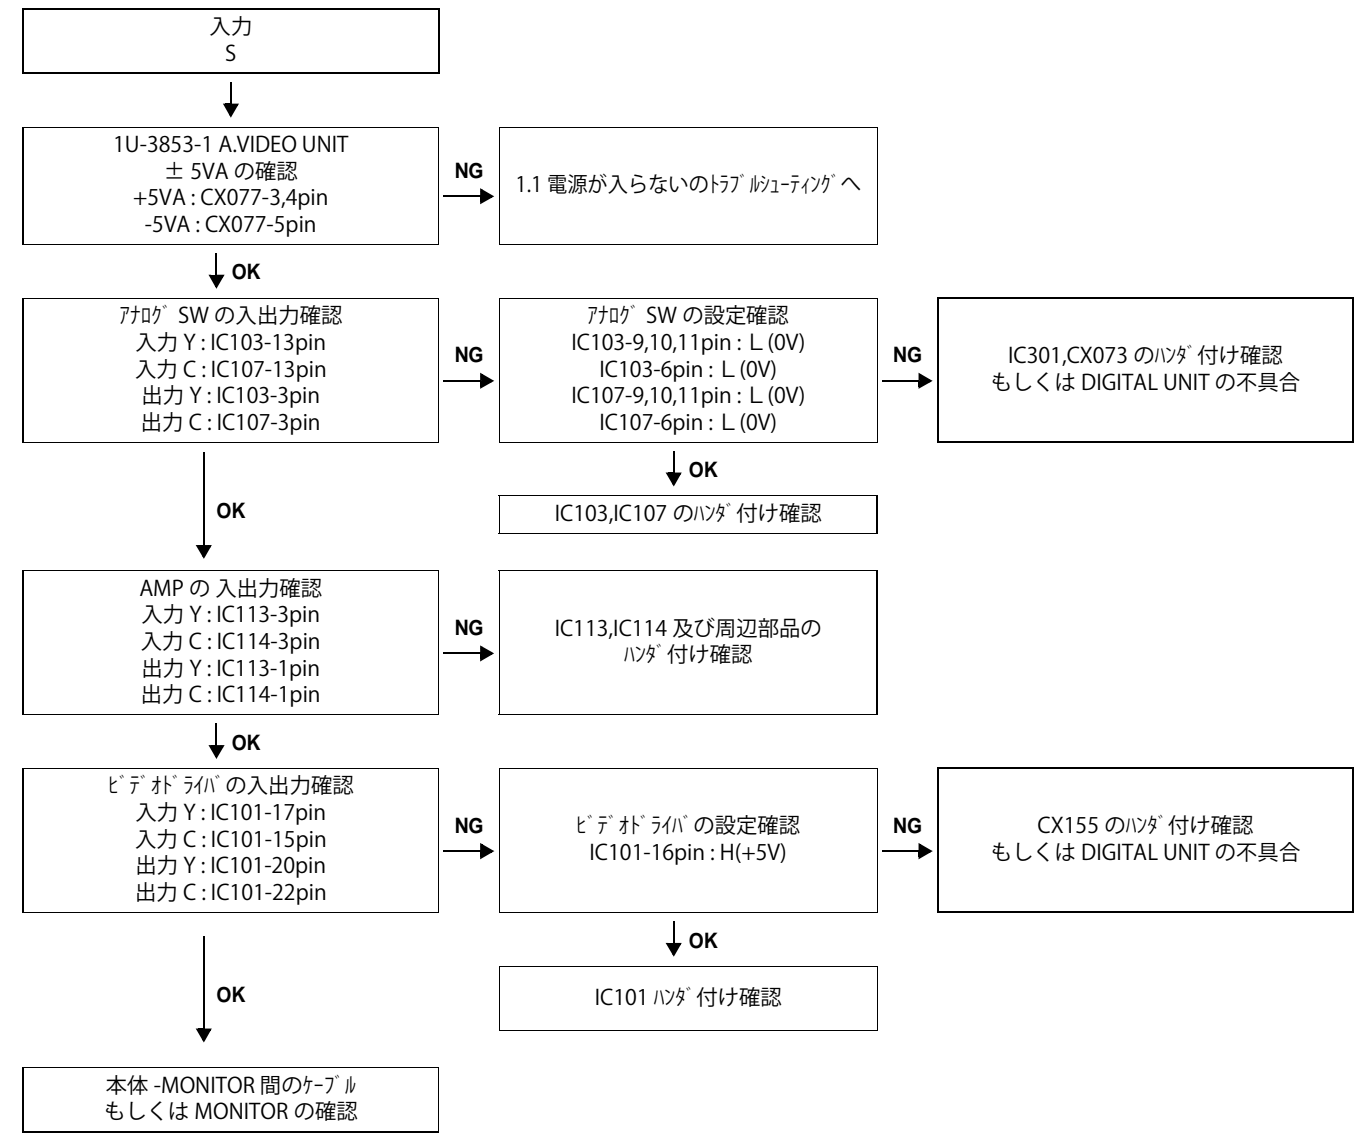 入力
S
1U-3853-1 A.VIDEO UNIT
± 5VA の確認
+5VA : CX077-3,4pin
-5VA : CX077-5pin
NG
1.1 電源が入らないのﾄﾗﾌﾞﾙｼｭｰﾃｨﾝｸﾞへ
OK
ｱﾅﾛｸﾞ SW の入出力確認
入力 Y : IC103-13pin
入力 C : IC107-13pin
出力 Y : IC103-3pin
出力 C : IC107-3pin
NG
ｱﾅﾛｸﾞ SW の設定確認
IC103-9,10,11pin : L (0V)
IC103-6pin : L (0V)
IC107-9,10,11pin : L (0V)
IC107-6pin : L (0V)
NG
IC301,CX073 のﾊﾝﾀﾞ付け確認
もしくは DIGITAL UNIT の不具合
OK
IC103,IC107 のﾊﾝﾀﾞ付け確認
OK
AMP の 入出力確認
入力 Y : IC113-3pin
入力 C : IC114-3pin
出力 Y : IC113-1pin
出力 C : IC114-1pin
NG
IC113,IC114 及び周辺部品の
ﾊﾝﾀﾞ付け確認
OK
ﾋﾞﾃﾞｵﾄﾞﾗｲﾊﾞの入出力確認
入力 Y : IC101-17pin
入力 C : IC101-15pin
出力 Y : IC101-20pin
出力 C : IC101-22pin
NG
ﾋﾞﾃﾞｵﾄﾞﾗｲﾊﾞの設定確認
IC101-16pin : H(+5V)
NG
CX155 のﾊﾝﾀﾞ付け確認
もしくは DIGITAL UNIT の不具合
OK
IC101 ﾊﾝﾀﾞ付け確認
OK
本体 -MONITOR 間のｹｰﾌﾞﾙ
もしくは MONITOR の確認